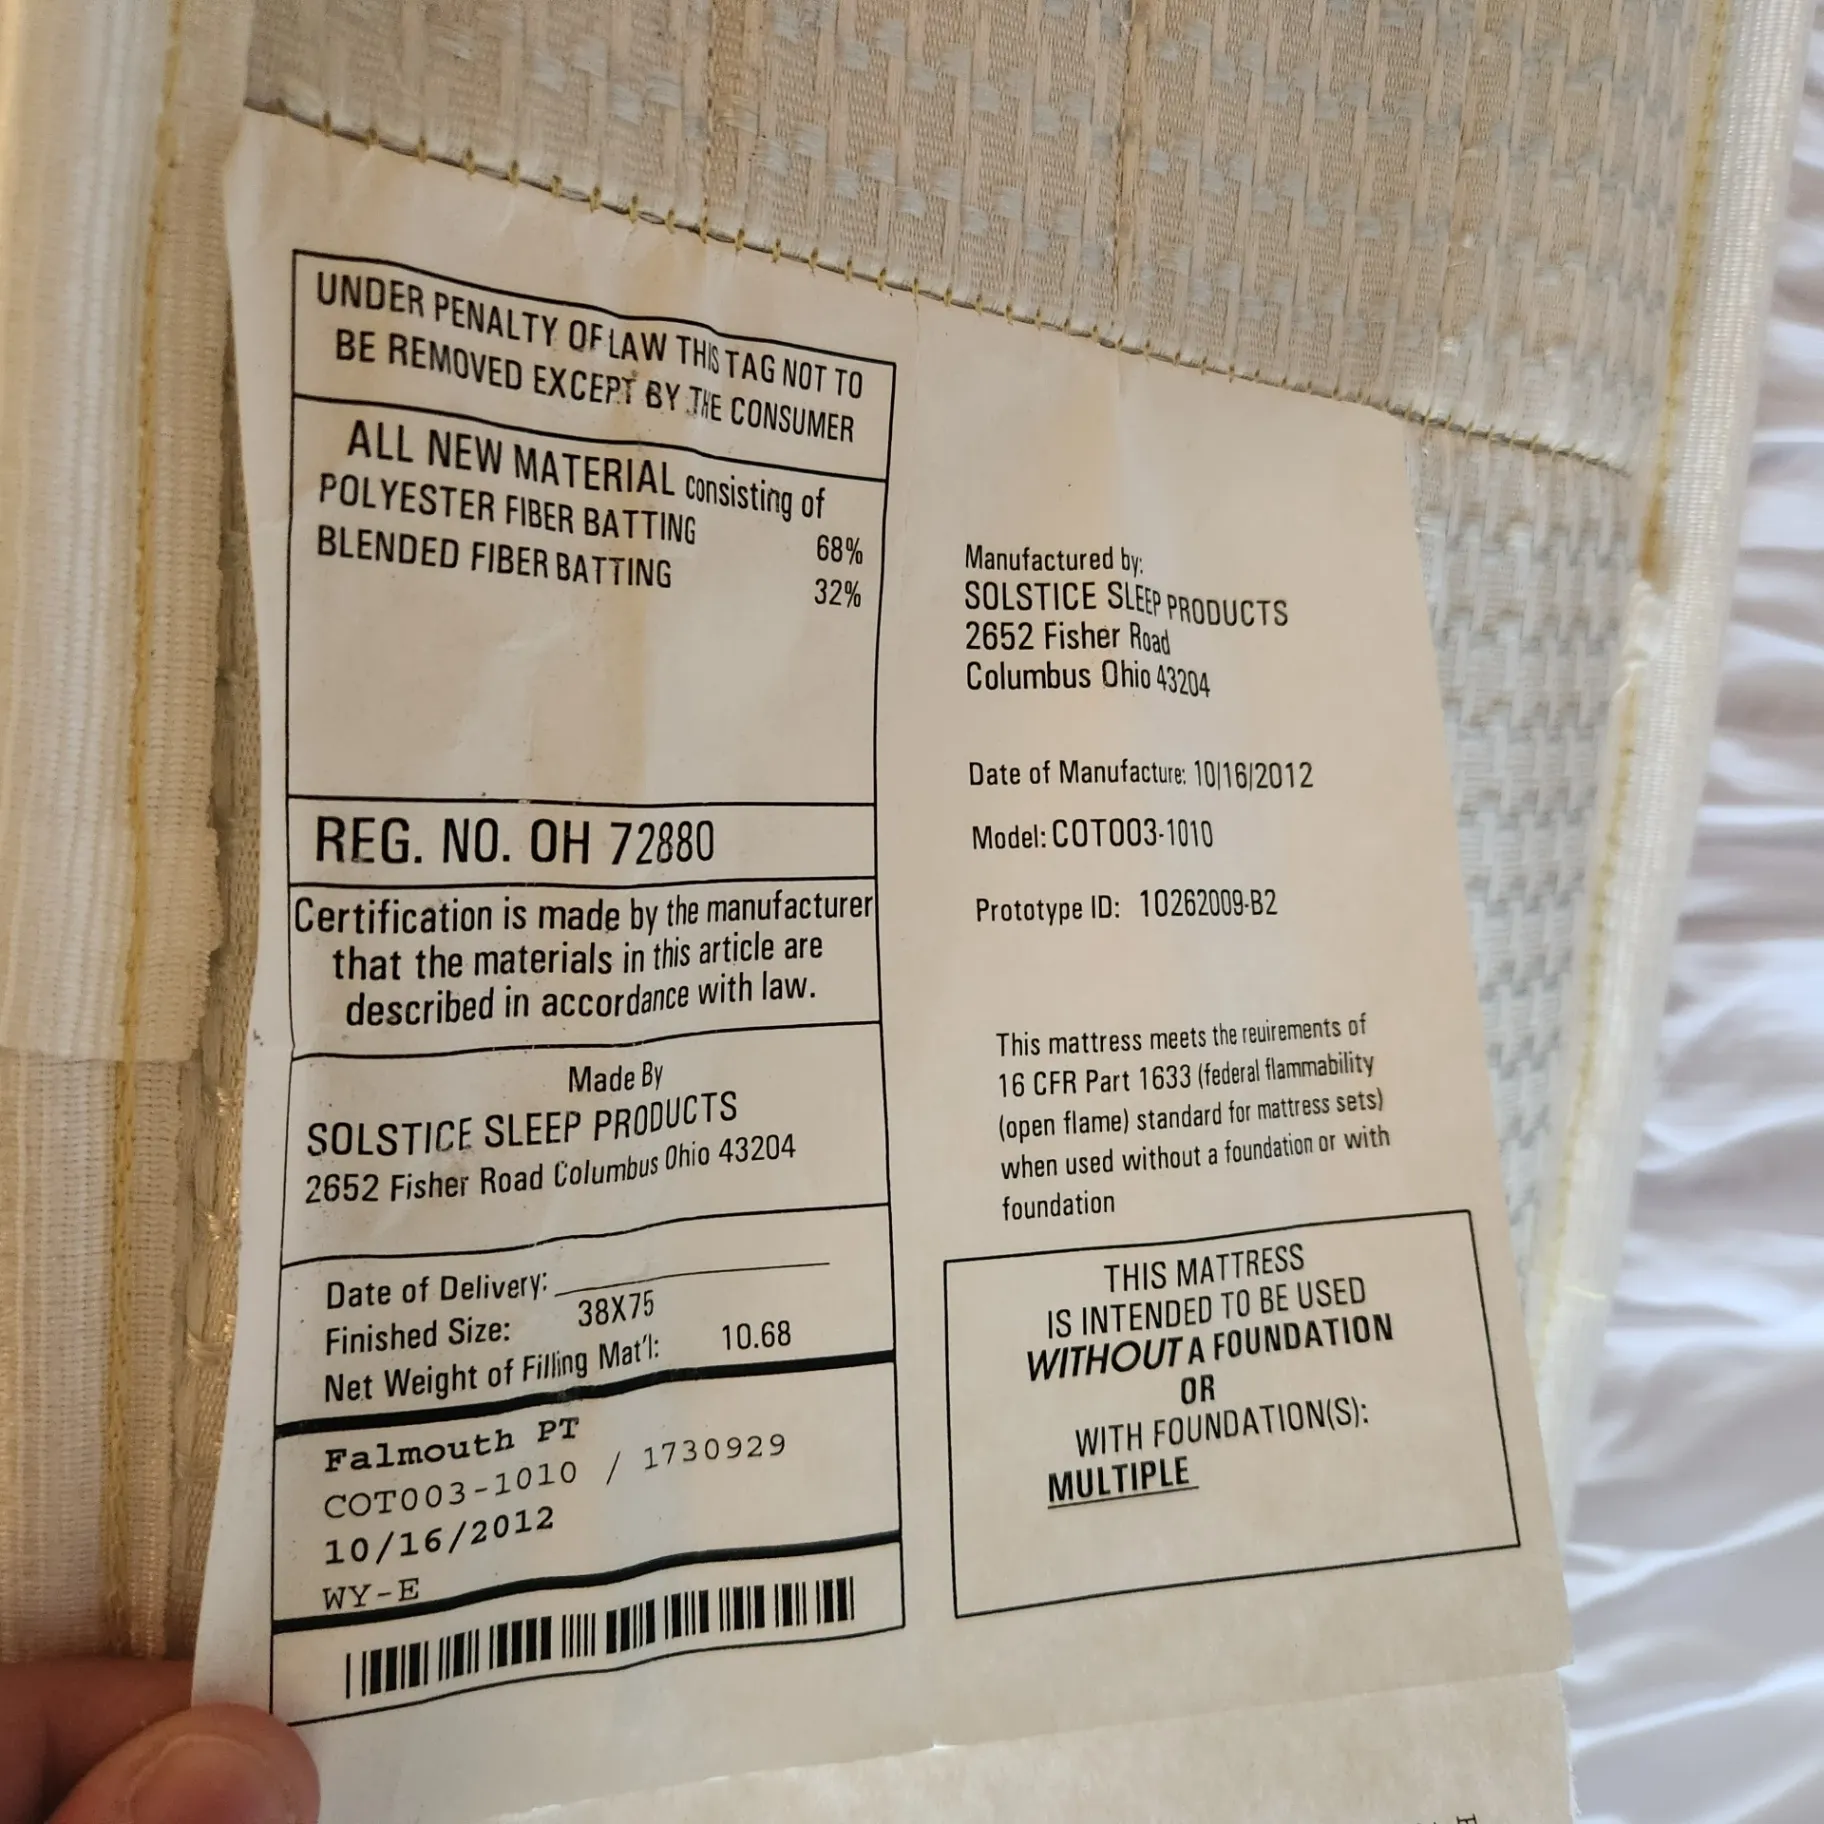 UNDER PENALTY OF LAW THIS TAG NOT TO
BE REMOVED EXCEPT BY THE CONSUMER
ALL NEW MATERIAL consisting of
POLYESTER FIBER BATTING 68%
BLENDED FIBER BATTING 32%
REG. NO. OH 72880
Certification is made by the manufacturer
that the materials in this article are
described in accordance with law.
Made By
SOLSTICE SLEEP PRODUCTS
2652 Fisher Road Columbus Ohio 43204
Date of Delivery:
Finished Size: 38X75
Net Weight of Filling Mat'l: 10.68
Falmouth PT
COT003-1010 / 1730929
10/16/2012
WY-E
Manufactured by:
SOLSTICE SLEEP PRODUCTS
2652 Fisher Road
Columbus Ohio 43204
Date of Manufacture: 10/16/2012
Model: COT003-1010
Prototype ID: 10262009-B2
This mattress meets the reuirements of
16 CFR Part 1633 (federal flammability
(open flame) standard for mattress sets)
when used without a foundation or with
foundation
THIS MATTRESS
IS INTENDED TO BE USED
WITHOUT A FOUNDATION
OR
WITH FOUNDATION(S):
MULTIPLE